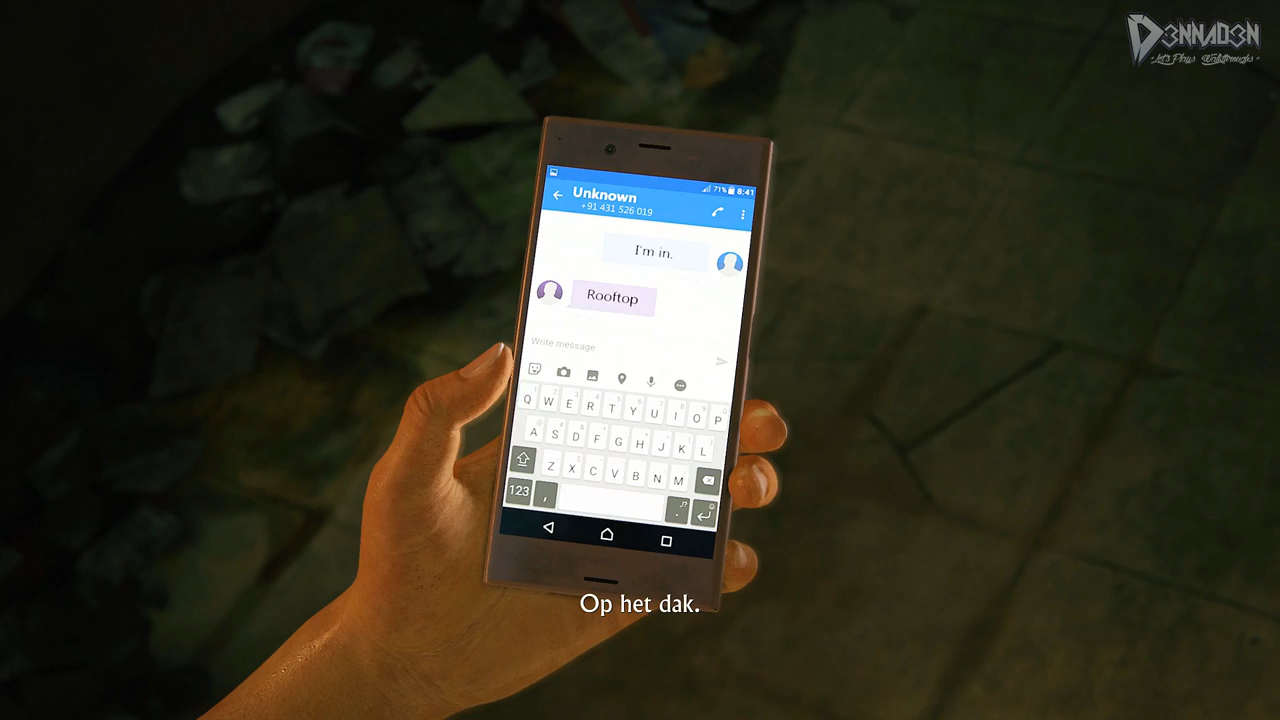 D3NNAD3N
Let's Plays Walkthroughs
71% 8:41
Unknown
+91 431 526 019
I'm in.
Rooftop
Write message
Q W E R T Y U I O P
A S D F G H J K L
Z X C V B N M
123 , .
Op het dak.